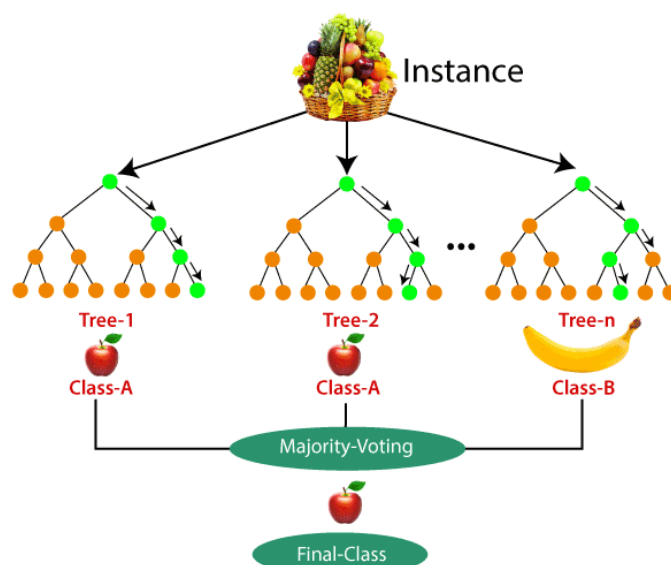 Instance
...
Tree-1
Tree-2
Tree-n
Class-A
Class-A
Class-B
Majority-Voting
Final-Class